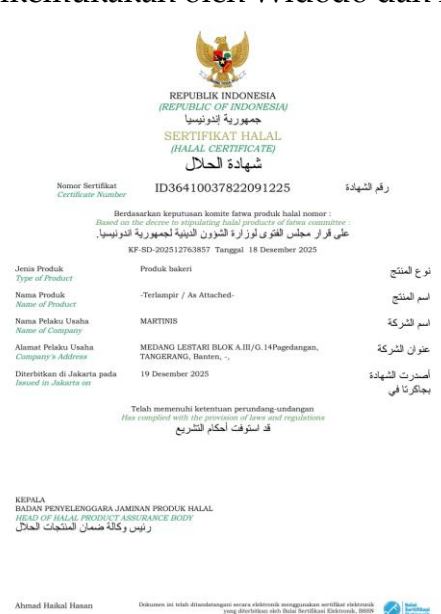 REPUBLIK INDONESIA
(REPUBLIC OF INDONESIA)
جمهورية إندونيسيا
SERTIFIKAT HALAL
(HALAL CERTIFICATE)
شهادة الحلال
Nomor Sertifikat ID36410037822091225 رقم الشهادة
Certificate Number
Berdasarkan keputusan komite fatwa produk halal nomor :
Based on the decree to stipulating halal products of fatwa committee :
على قرار مجلس الفتوى لوزارة الشؤون الدينية لجمهورية اندونيسيا.
KF-SD-202512763857 Tanggal 18 Desember 2025
Jenis Produk Produk bakeri نوع المنتج
Type of Product
Nama Produk -Terlampir / As Attached- اسم المنتج
Name of Product
Nama Pelaku Usaha MARTINIS اسم الشركة
Name of Company
Alamat Pelaku Usaha MEDANG LESTARI BLOK A.III/G.14Pagedangan, عنوان الشركة
Company's Address TANGERANG, Banten, -,
Diterbitkan di Jakarta pada 19 Desember 2025 أصدرت الشهادة
Issued in Jakarta on بجاكرتا في
Telah memenuhi ketentuan perundang-undangan
Has complied with the provision of laws and regulations
قد استوفت أحكام التشريع
KEPALA
BADAN PENYELENGGARA JAMINAN PRODUK HALAL
HEAD OF HALAL PRODUCT ASSURANCE BODY
رئيس وكالة ضمان المنتجات الحلال
Ahmad Haikal Hasan Dokumen ini telah ditandatangani secara elektronik menggunakan sertifikat elektronik
yang diterbitkan oleh Balai Sertifikasi Elektronik, BSSN
Balai Sertifikasi Elektronik